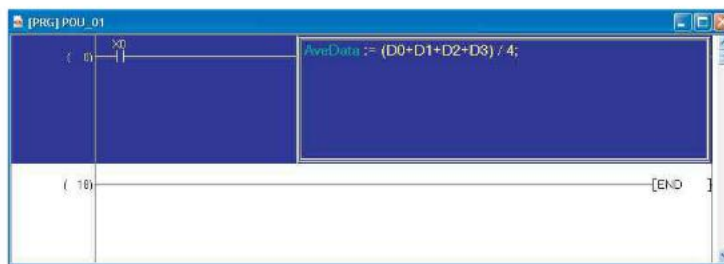 [PRG] POU_01
X0
( 0)
AveData := (D0+D1+D2+D3) / 4;
( 18)
[END ]